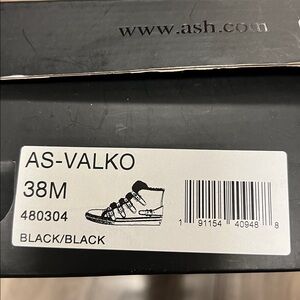 www.ash.com
AS-VALKO
38M
480304
BLACK/BLACK
1 91154 40948 8